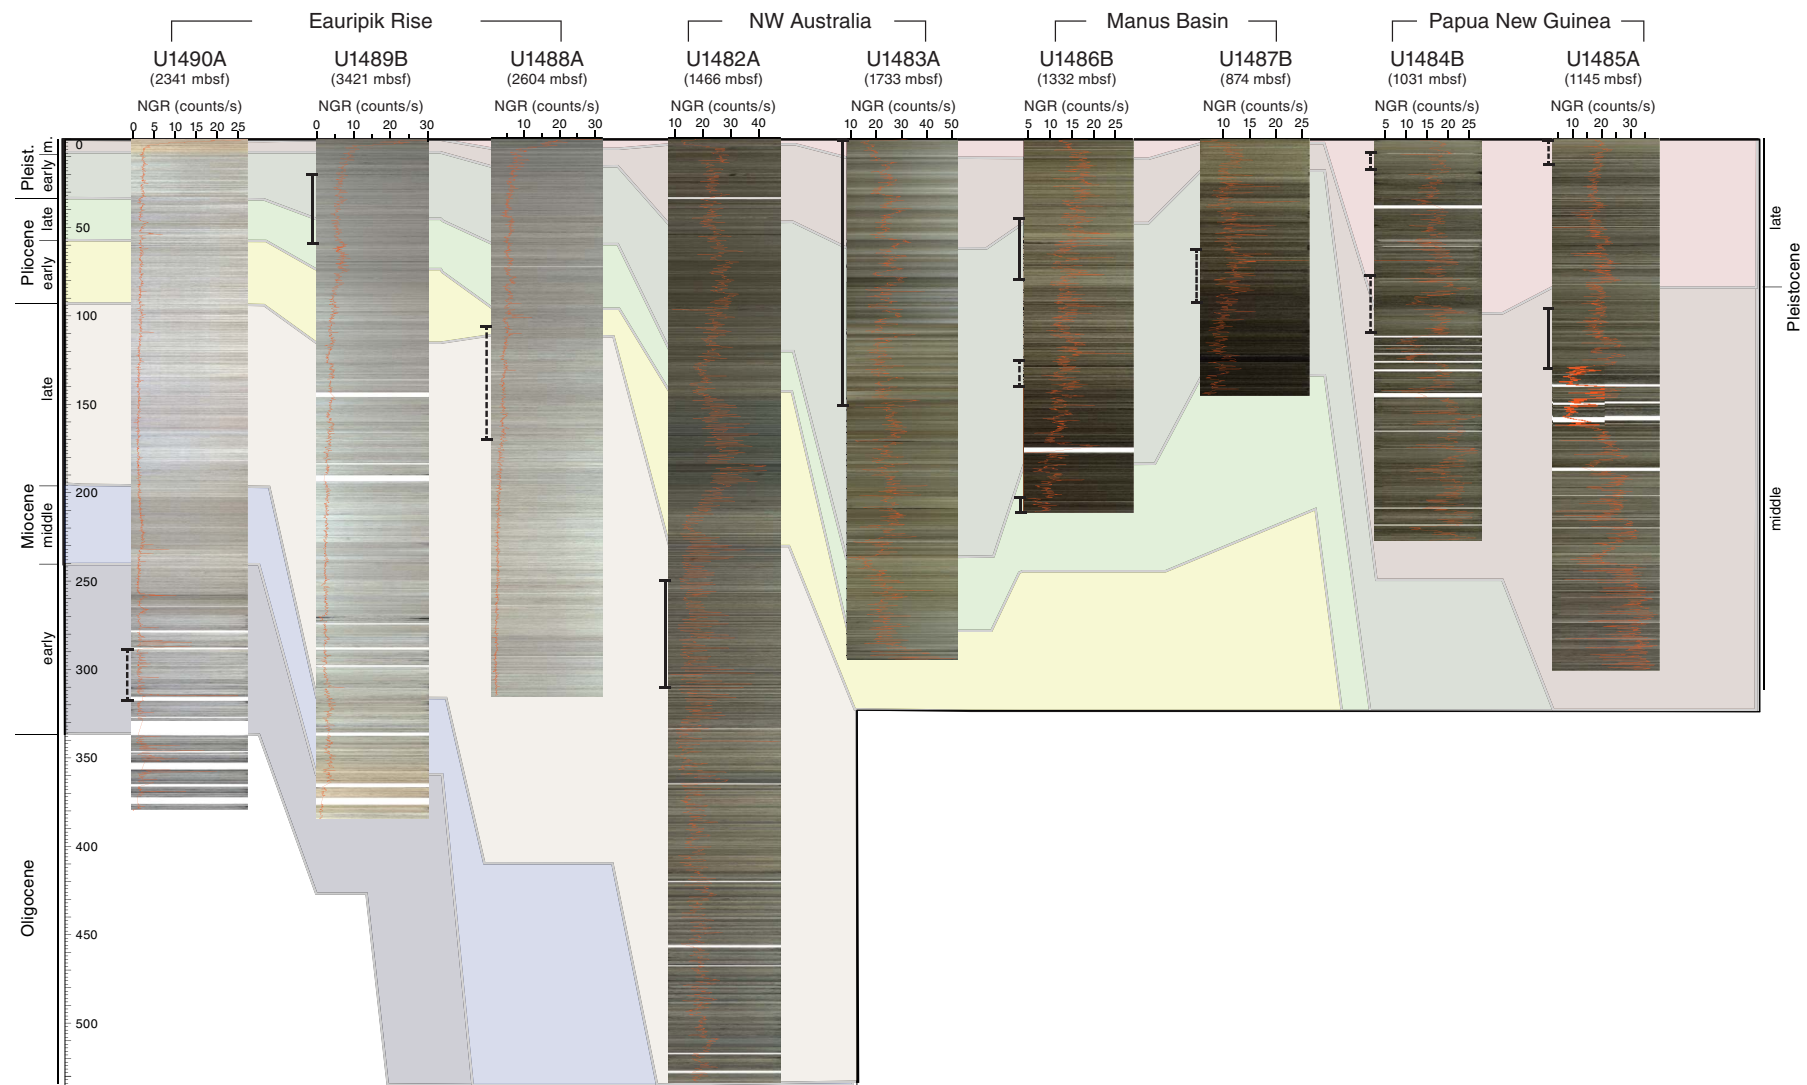 Eauripik Rise NW Australia Manus Basin Papua New Guinea
U1490A U1489B U1488A U1482A U1483A U1486B U1487B U1484B U1485A
(2341 mbsf) (3421 mbsf) (2604 mbsf) (1466 mbsf) (1733 mbsf) (1332 mbsf) (874 mbsf) (1031 mbsf) (1145 mbsf)
NGR (counts/s) NGR (counts/s) NGR (counts/s) NGR (counts/s) NGR (counts/s) NGR (counts/s) NGR (counts/s) NGR (counts/s) NGR (counts/s)
0 5 10 15 20 25 0 10 20 30 10 20 30 10 20 30 40 10 20 30 40 50 5 10 15 20 25 5 10 15 20 25 5 10 15 20 25 10 20 30
0
50
100
150
200
250
300
350
400
450
500
Pleist.
m.
early
Pliocene
late
early
Miocene
late
middle
early
Oligocene
late
Pleistocene
middle